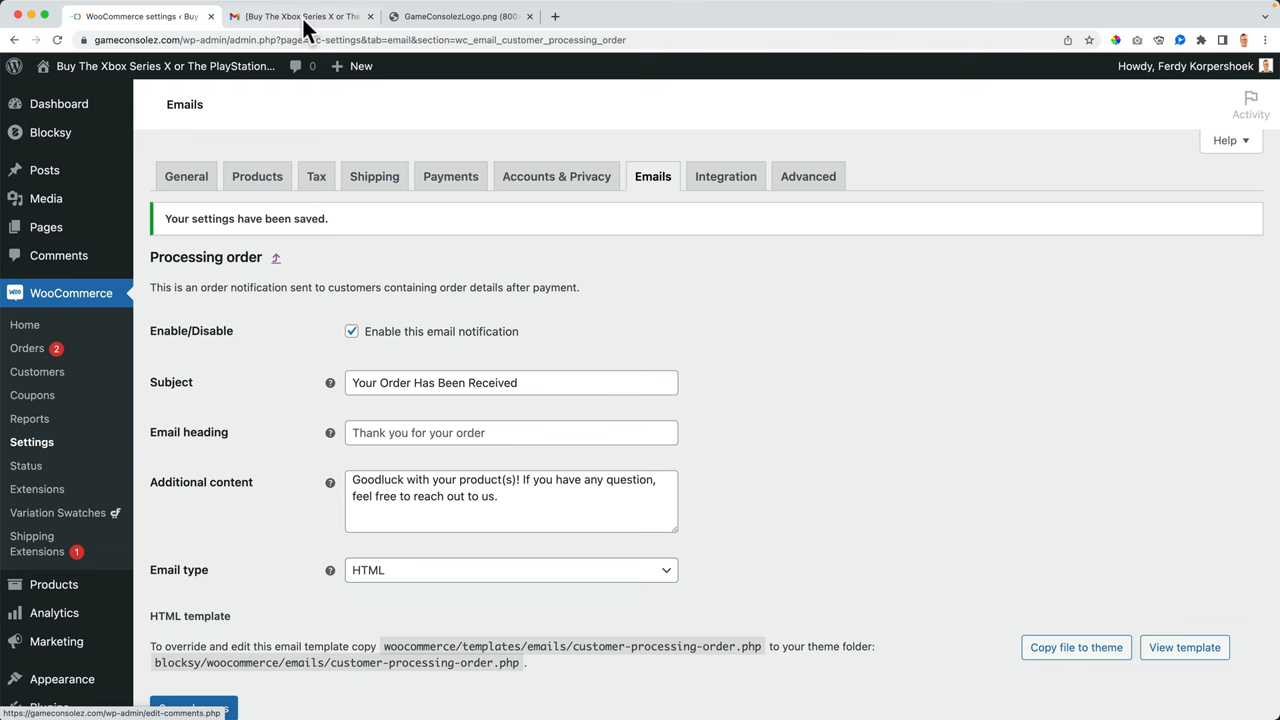 WooCommerce settings ‹ Buy
[Buy The Xbox Series X or The
GameConsolezLogo.png (800×
gameconsolez.com/wp-admin/admin.php?page=wc-settings&tab=email&section=wc_email_customer_processing_order
Buy The Xbox Series X or The PlayStation...
0
New
Howdy, Ferdy Korpershoek
Dashboard
Blocksy
Posts
Media
Pages
Comments
WooCommerce
Home
Orders 2
Customers
Coupons
Reports
Settings
Status
Extensions
Variation Swatches
Shipping
Extensions 1
Products
Analytics
Marketing
Appearance
Emails
Activity
Help
General
Products
Tax
Shipping
Payments
Accounts & Privacy
Emails
Integration
Advanced
Your settings have been saved.
Processing order
This is an order notification sent to customers containing order details after payment.
Enable/Disable
Enable this email notification
Subject
Your Order Has Been Received
Email heading
Thank you for your order
Additional content
Goodluck with your product(s)! If you have any question,
feel free to reach out to us.
Email type
HTML
HTML template
To override and edit this email template copy woocommerce/templates/emails/customer-processing-order.php to your theme folder:
blocksy/woocommerce/emails/customer-processing-order.php .
Copy file to theme
View template
https://gameconsolez.com/wp-admin/edit-comments.php